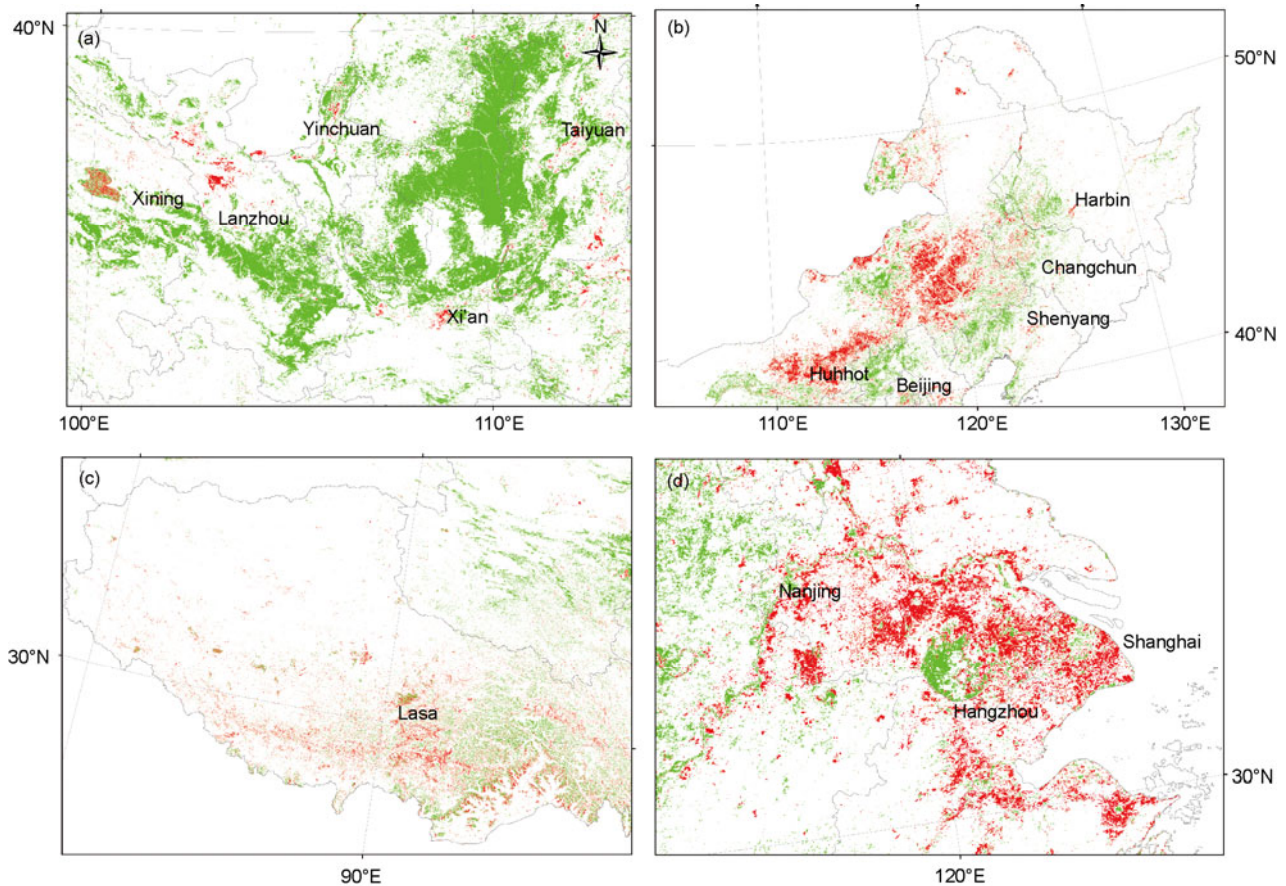 40°N
(a)
N
Yinchuan
Taiyuan
Xining
Lanzhou
Xi'an
100°E
110°E
(b)
50°N
Harbin
Changchun
Shenyang
40°N
Huhhot
Beijing
110°E
120°E
130°E
(c)
30°N
Lasa
90°E
(d)
Nanjing
Shanghai
Hangzhou
30°N
120°E